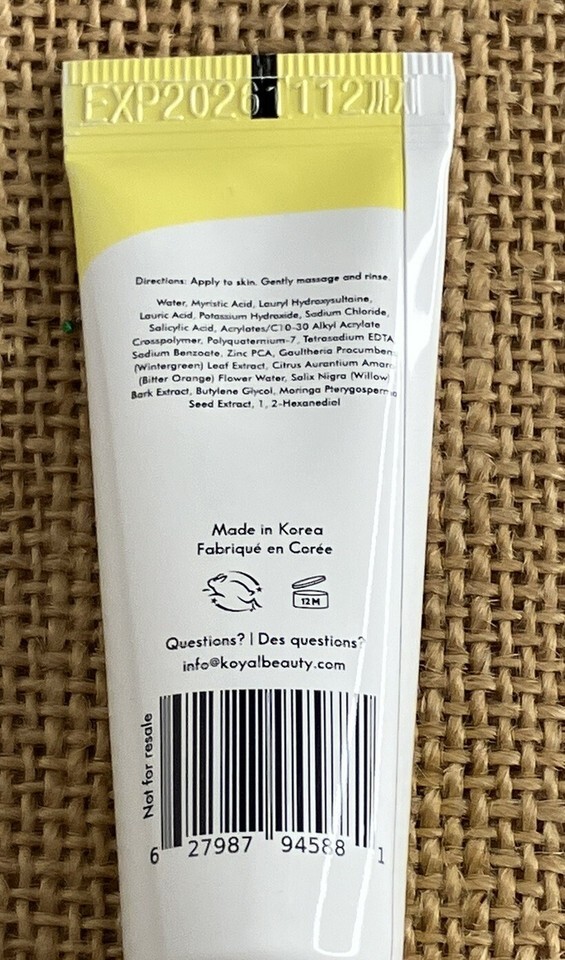 EXP20261112
Directions: Apply to skin. Gently massage and rinse.
Water, Myristic Acid, Lauryl Hydroxysultaine,
Lauric Acid, Potassium Hydroxide, Sodium Chloride,
Salicylic Acid, Acrylates/C10-30 Alkyl Acrylate
Crosspolymer, Polyquaternium-7, Tetrasodium EDTA
Sodium Benzoate, Zinc PCA, Gaultheria Procumben
(Wintergreen) Leaf Extract, Citrus Aurantium Amar
(Bitter Orange) Flower Water, Salix Nigra (Willow)
Bark Extract, Butylene Glycol, Moringa Pterygosperma
Seed Extract, 1, 2-Hexanediol
Made in Korea
Fabriqué en Corée
12M
Questions? | Des questions?
info@koyalbeauty.com
Not for resale
6 27987 94588 1